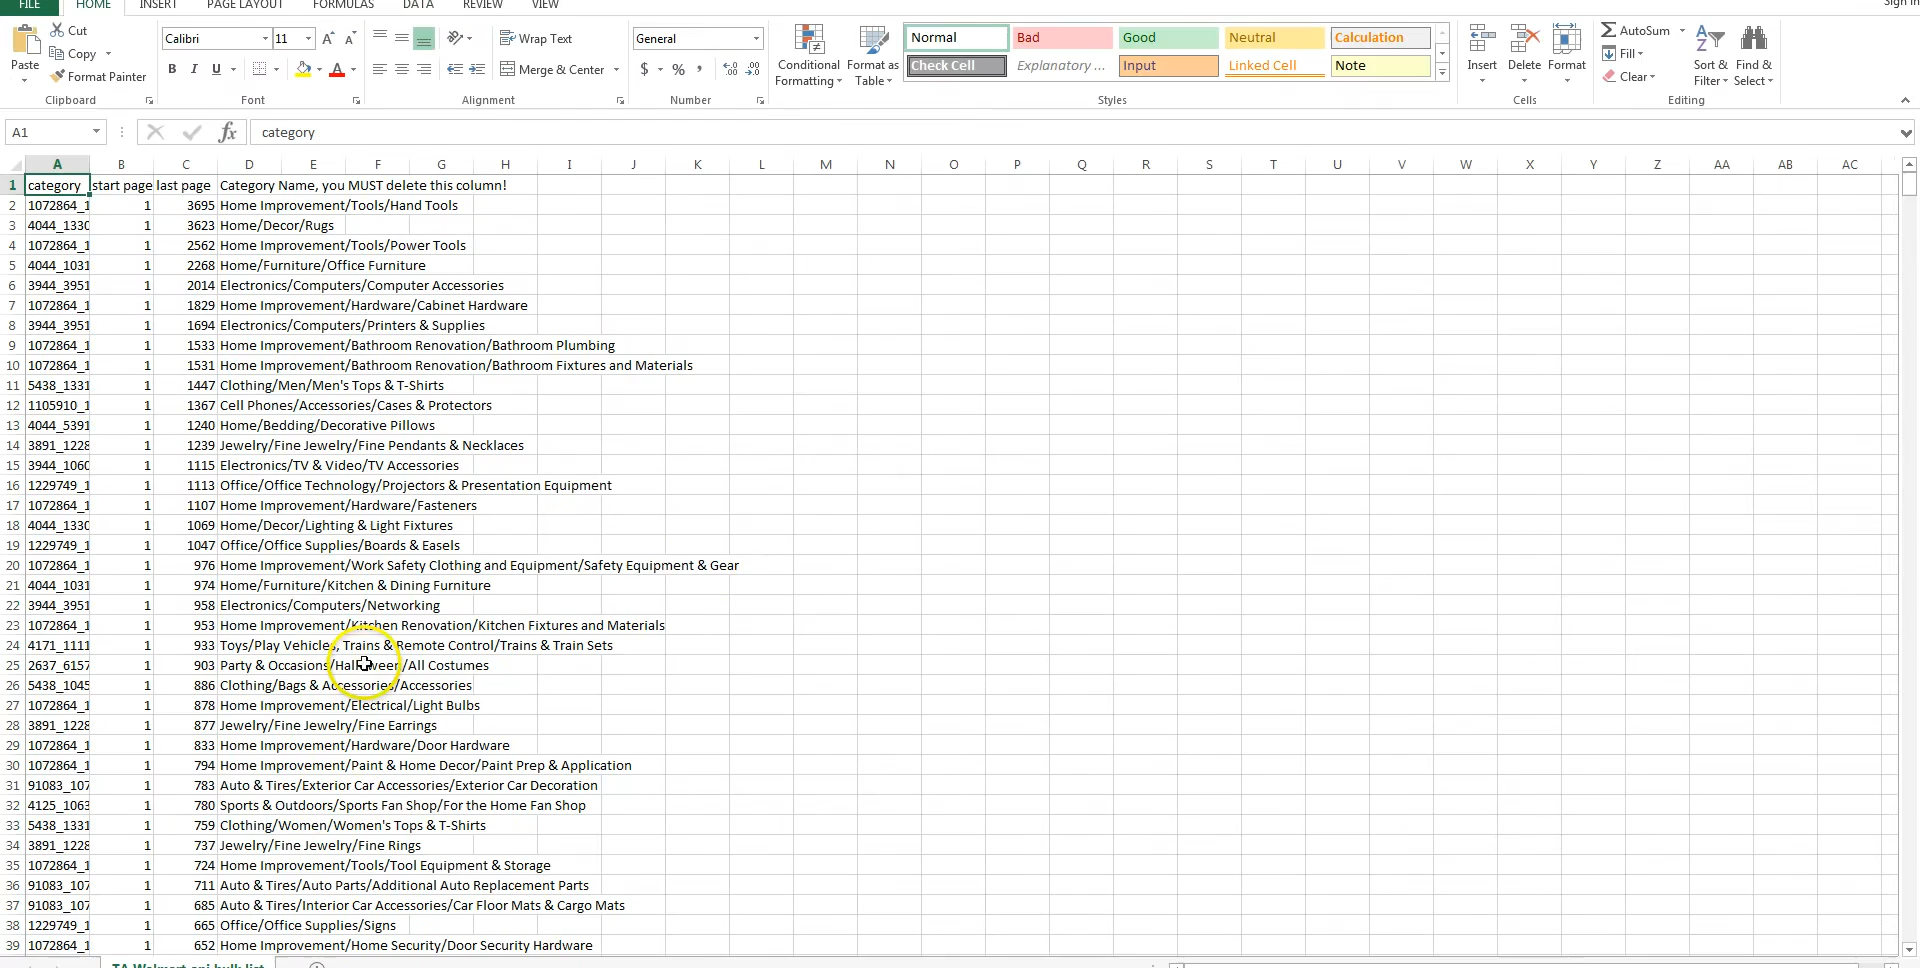 FILE HOME INSERT PAGE LAYOUT FORMULAS DATA REVIEW VIEW Sign in
Cut
Copy
Format Painter
Paste
Clipboard
Calibri 11
B I U
Font
Wrap Text
Merge & Center
Alignment
General
$ % ,
Number
Conditional Formatting
Format as Table
Normal Bad Good Neutral Calculation
Check Cell Explanatory ... Input Linked Cell Note
Styles
Insert Delete Format
Cells
AutoSum
Fill
Clear
Sort & Filter
Find & Select
Editing
A1 fx category
A B C D E F G H I J K L M N O P Q R S T U V W X Y Z AA AB AC
1 category start page last page Category Name, you MUST delete this column!
2 1072864_1 1 3695 Home Improvement/Tools/Hand Tools
3 4044_1330 1 3623 Home/Decor/Rugs
4 1072864_1 1 2562 Home Improvement/Tools/Power Tools
5 4044_1031 1 2268 Home/Furniture/Office Furniture
6 3944_3951 1 2014 Electronics/Computers/Computer Accessories
7 1072864_1 1 1829 Home Improvement/Hardware/Cabinet Hardware
8 3944_3951 1 1694 Electronics/Computers/Printers & Supplies
9 1072864_1 1 1533 Home Improvement/Bathroom Renovation/Bathroom Plumbing
10 1072864_1 1 1531 Home Improvement/Bathroom Renovation/Bathroom Fixtures and Materials
11 5438_1331 1 1447 Clothing/Men/Men's Tops & T-Shirts
12 1105910_1 1 1367 Cell Phones/Accessories/Cases & Protectors
13 4044_5391 1 1240 Home/Bedding/Decorative Pillows
14 3891_1228 1 1239 Jewelry/Fine Jewelry/Fine Pendants & Necklaces
15 3944_1060 1 1115 Electronics/TV & Video/TV Accessories
16 1229749_1 1 1113 Office/Office Technology/Projectors & Presentation Equipment
17 1072864_1 1 1107 Home Improvement/Hardware/Fasteners
18 4044_1330 1 1069 Home/Decor/Lighting & Light Fixtures
19 1229749_1 1 1047 Office/Office Supplies/Boards & Easels
20 1072864_1 1 976 Home Improvement/Work Safety Clothing and Equipment/Safety Equipment & Gear
21 4044_1031 1 974 Home/Furniture/Kitchen & Dining Furniture
22 3944_3951 1 958 Electronics/Computers/Networking
23 1072864_1 1 953 Home Improvement/Kitchen Renovation/Kitchen Fixtures and Materials
24 4171_1111 1 933 Toys/Play Vehicles, Trains & Remote Control/Trains & Train Sets
25 2637_6157 1 903 Party & Occasions/Halloween/All Costumes
26 5438_1045 1 886 Clothing/Bags & Accessories/Accessories
27 1072864_1 1 878 Home Improvement/Electrical/Light Bulbs
28 3891_1228 1 877 Jewelry/Fine Jewelry/Fine Earrings
29 1072864_1 1 833 Home Improvement/Hardware/Door Hardware
30 1072864_1 1 794 Home Improvement/Paint & Home Decor/Paint Prep & Application
31 91083_107 1 783 Auto & Tires/Exterior Car Accessories/Exterior Car Decoration
32 4125_1063 1 780 Sports & Outdoors/Sports Fan Shop/For the Home Fan Shop
33 5438_1331 1 759 Clothing/Women/Women's Tops & T-Shirts
34 3891_1228 1 737 Jewelry/Fine Jewelry/Fine Rings
35 1072864_1 1 724 Home Improvement/Tools/Tool Equipment & Storage
36 91083_107 1 711 Auto & Tires/Auto Parts/Additional Auto Replacement Parts
37 91083_107 1 685 Auto & Tires/Interior Car Accessories/Car Floor Mats & Cargo Mats
38 1229749_1 1 665 Office/Office Supplies/Signs
39 1072864_1 1 652 Home Improvement/Home Security/Door Security Hardware
TA Walmart api bulk list